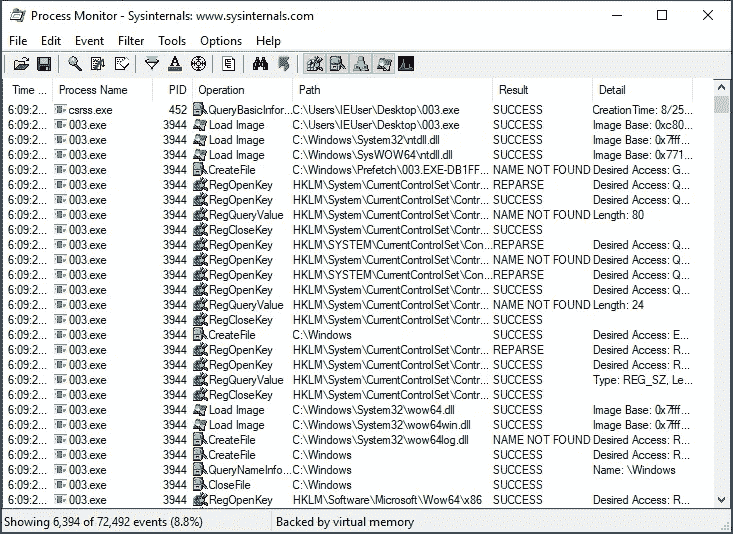 Process Monitor - Sysinternals: www.sysinternals.com
File Edit Event Filter Tools Options Help
Time ... Process Name PID Operation Path Result Detail
6:09:2... csrss.exe 452 QueryBasicInfor... C:\Users\IEUser\Desktop\003.exe SUCCESS CreationTime: 8/25...
6:09:2... 003.exe 3944 Load Image C:\Users\IEUser\Desktop\003.exe SUCCESS Image Base: 0xc80...
6:09:2... 003.exe 3944 Load Image C:\Windows\System32\ntdll.dll SUCCESS Image Base: 0x7fff...
6:09:2... 003.exe 3944 Load Image C:\Windows\SysWOW64\ntdll.dll SUCCESS Image Base: 0x771...
6:09:2... 003.exe 3944 CreateFile C:\Windows\Prefetch\003.EXE-DB1FF... NAME NOT FOUND Desired Access: G...
6:09:2... 003.exe 3944 RegOpenKey HKLM\System\CurrentControlSet\Contr... REPARSE Desired Access: Q...
6:09:2... 003.exe 3944 RegOpenKey HKLM\System\CurrentControlSet\Contr... SUCCESS Desired Access: Q...
6:09:2... 003.exe 3944 RegQueryValue HKLM\System\CurrentControlSet\Contr... NAME NOT FOUND Length: 80
6:09:2... 003.exe 3944 RegCloseKey HKLM\System\CurrentControlSet\Contr... SUCCESS
6:09:2... 003.exe 3944 RegOpenKey HKLM\SYSTEM\CurrentControlSet\Con... REPARSE Desired Access: Q...
6:09:2... 003.exe 3944 RegOpenKey HKLM\System\CurrentControlSet\Contr... NAME NOT FOUND Desired Access: Q...
6:09:2... 003.exe 3944 RegOpenKey HKLM\SYSTEM\CurrentControlSet\Con... REPARSE Desired Access: Q...
6:09:2... 003.exe 3944 RegOpenKey HKLM\System\CurrentControlSet\Contr... SUCCESS Desired Access: Q...
6:09:2... 003.exe 3944 RegQueryValue HKLM\System\CurrentControlSet\Contr... NAME NOT FOUND Length: 24
6:09:2... 003.exe 3944 RegCloseKey HKLM\System\CurrentControlSet\Contr... SUCCESS
6:09:2... 003.exe 3944 CreateFile C:\Windows SUCCESS Desired Access: E...
6:09:2... 003.exe 3944 RegOpenKey HKLM\System\CurrentControlSet\Contr... REPARSE Desired Access: R...
6:09:2... 003.exe 3944 RegOpenKey HKLM\System\CurrentControlSet\Contr... SUCCESS Desired Access: R...
6:09:2... 003.exe 3944 RegQueryValue HKLM\System\CurrentControlSet\Contr... SUCCESS Type: REG_SZ, Le...
6:09:2... 003.exe 3944 RegCloseKey HKLM\System\CurrentControlSet\Contr... SUCCESS
6:09:2... 003.exe 3944 Load Image C:\Windows\System32\wow64.dll SUCCESS Image Base: 0x7fff...
6:09:2... 003.exe 3944 Load Image C:\Windows\System32\wow64win.dll SUCCESS Image Base: 0x7fff...
6:09:2... 003.exe 3944 CreateFile C:\Windows\System32\wow64log.dll NAME NOT FOUND Desired Access: R...
6:09:2... 003.exe 3944 CreateFile C:\Windows SUCCESS Desired Access: R...
6:09:2... 003.exe 3944 QueryNameInfo... C:\Windows SUCCESS Name: \Windows
6:09:2... 003.exe 3944 CloseFile C:\Windows SUCCESS
6:09:2... 003.exe 3944 RegOpenKey HKLM\Software\Microsoft\Wow64\x86 SUCCESS Desired Access: R...
Showing 6,394 of 72,492 events (8.8%) Backed by virtual memory